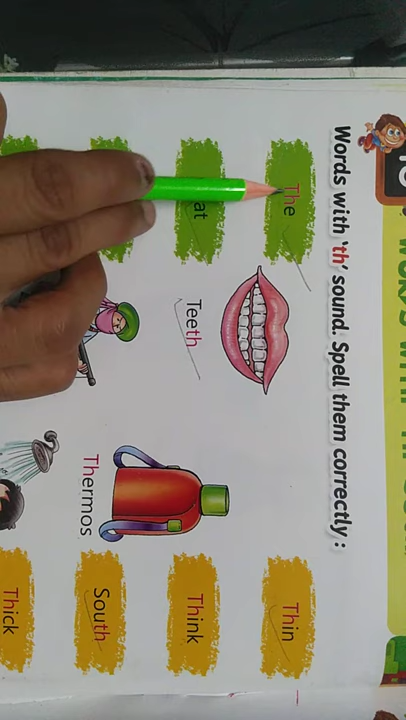 Words with 'th' sound. Spell them correctly:
The
Thin
at
Teeth
Think
Thermos
South
Thick